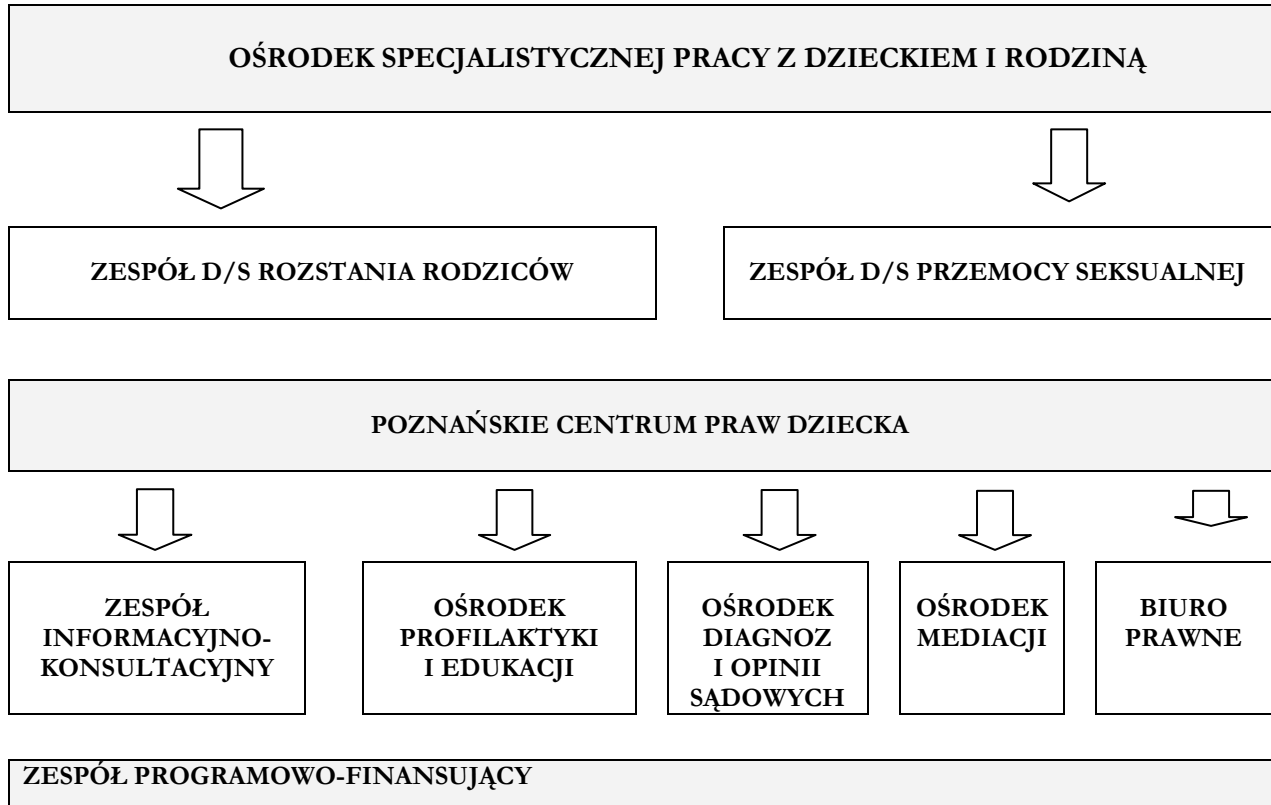 OŚRODEK SPECJALISTYCZNEJ PRACY Z DZIECKIEM I RODZINĄ
ZESPÓŁ D/S ROZSTANIA RODZICÓW
ZESPÓŁ D/S PRZEMOCY SEKSUALNEJ
POZNAŃSKIE CENTRUM PRAW DZIECKA
ZESPÓŁ
INFORMACYJNO-
KONSULTACYJNY
OŚRODEK
PROFILAKTYKI
I EDUKACJI
OŚRODEK
DIAGNOZ
I OPINII
SĄDOWYCH
OŚRODEK
MEDIACJI
BIURO
PRAWNE
ZESPÓŁ PROGRAMOWO-FINANSUJĄCY